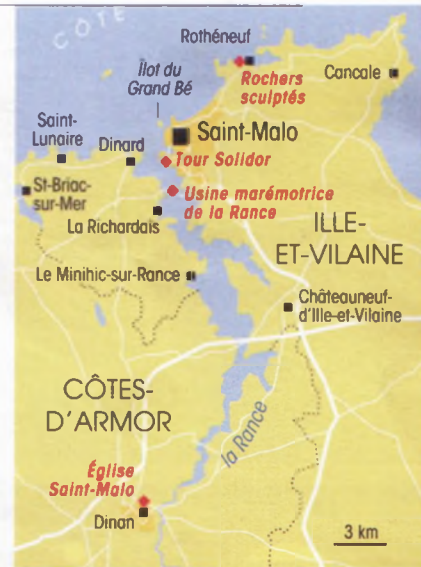 CÔTE
Rothéneuf
Îlot du
Grand Bé
Rochers
sculptés
Cancale
Saint-
Lunaire
Dinard
Saint-Malo
Tour Solidor
St-Briac-
sur-Mer
Usine marémotrice
de la Rance
La Richardais
ILLE-
ET-VILAINE
Le Minihic-sur-Rance
Châteauneuf-
d'Ille-et-Vilaine
CÔTES-
D'ARMOR
la Rance
Église
Saint-Malo
Dinan
3 km